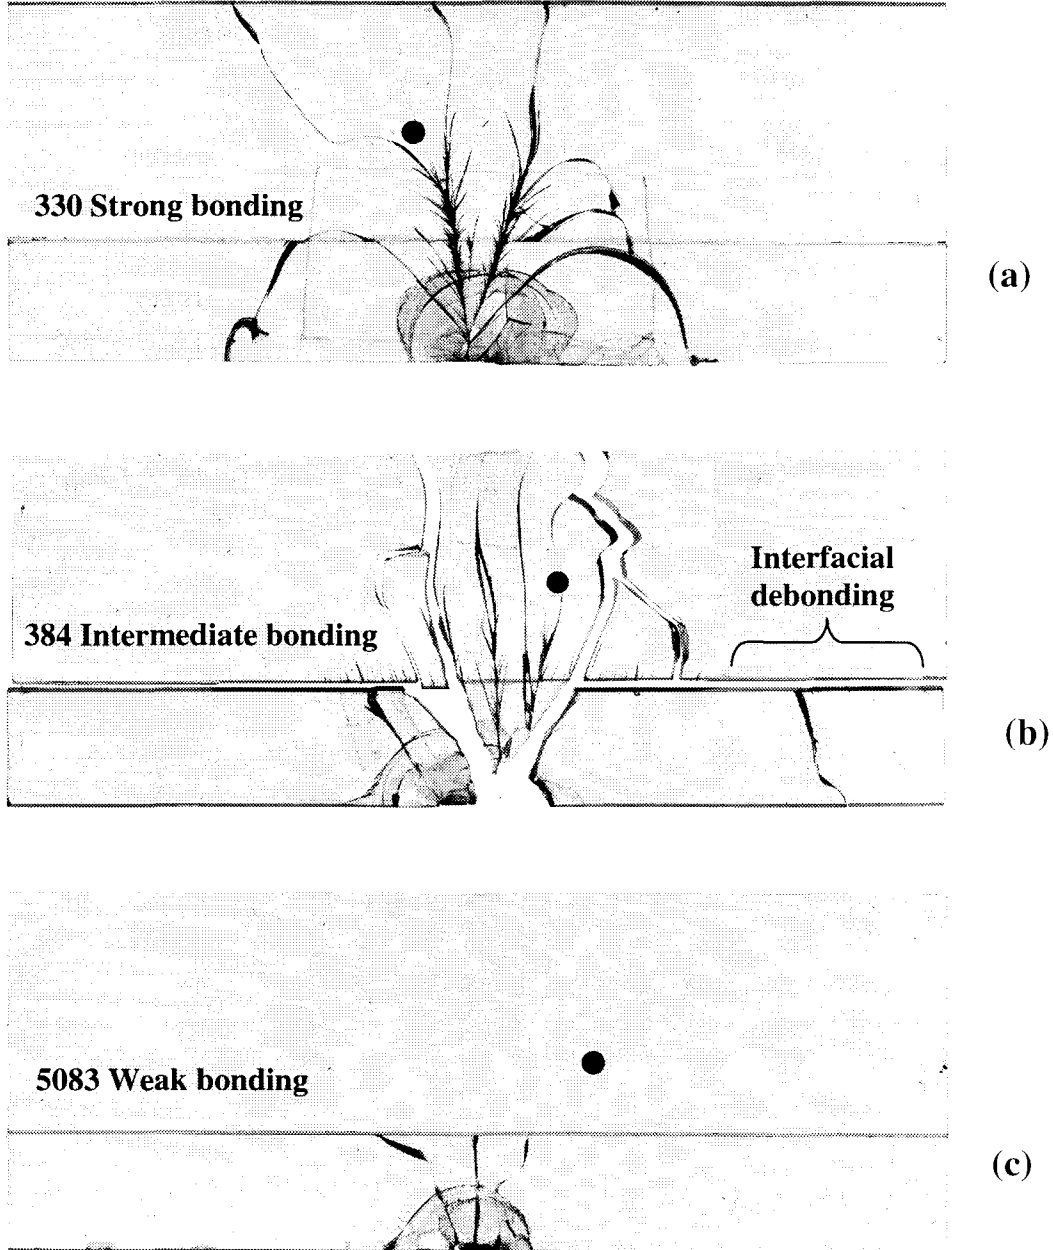 330 Strong bonding
(a)
Interfacial
debonding
384 Intermediate bonding
(b)
5083 Weak bonding
(c)